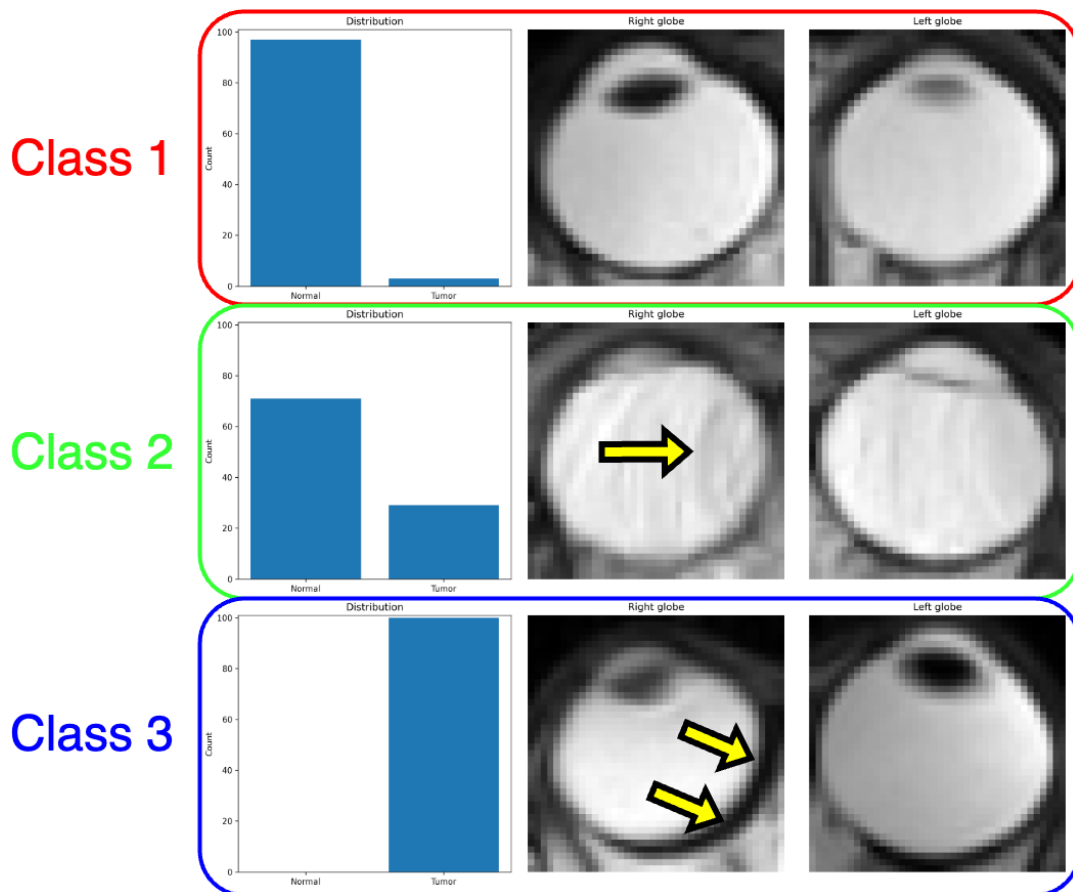 Class 1
Distribution
Count
100
80
60
40
20
0
Normal
Tumor
Right globe
Left globe
Class 2
Distribution
Count
100
80
60
40
20
0
Normal
Tumor
Right globe
Left globe
Class 3
Distribution
Count
100
80
60
40
20
0
Normal
Tumor
Right globe
Left globe